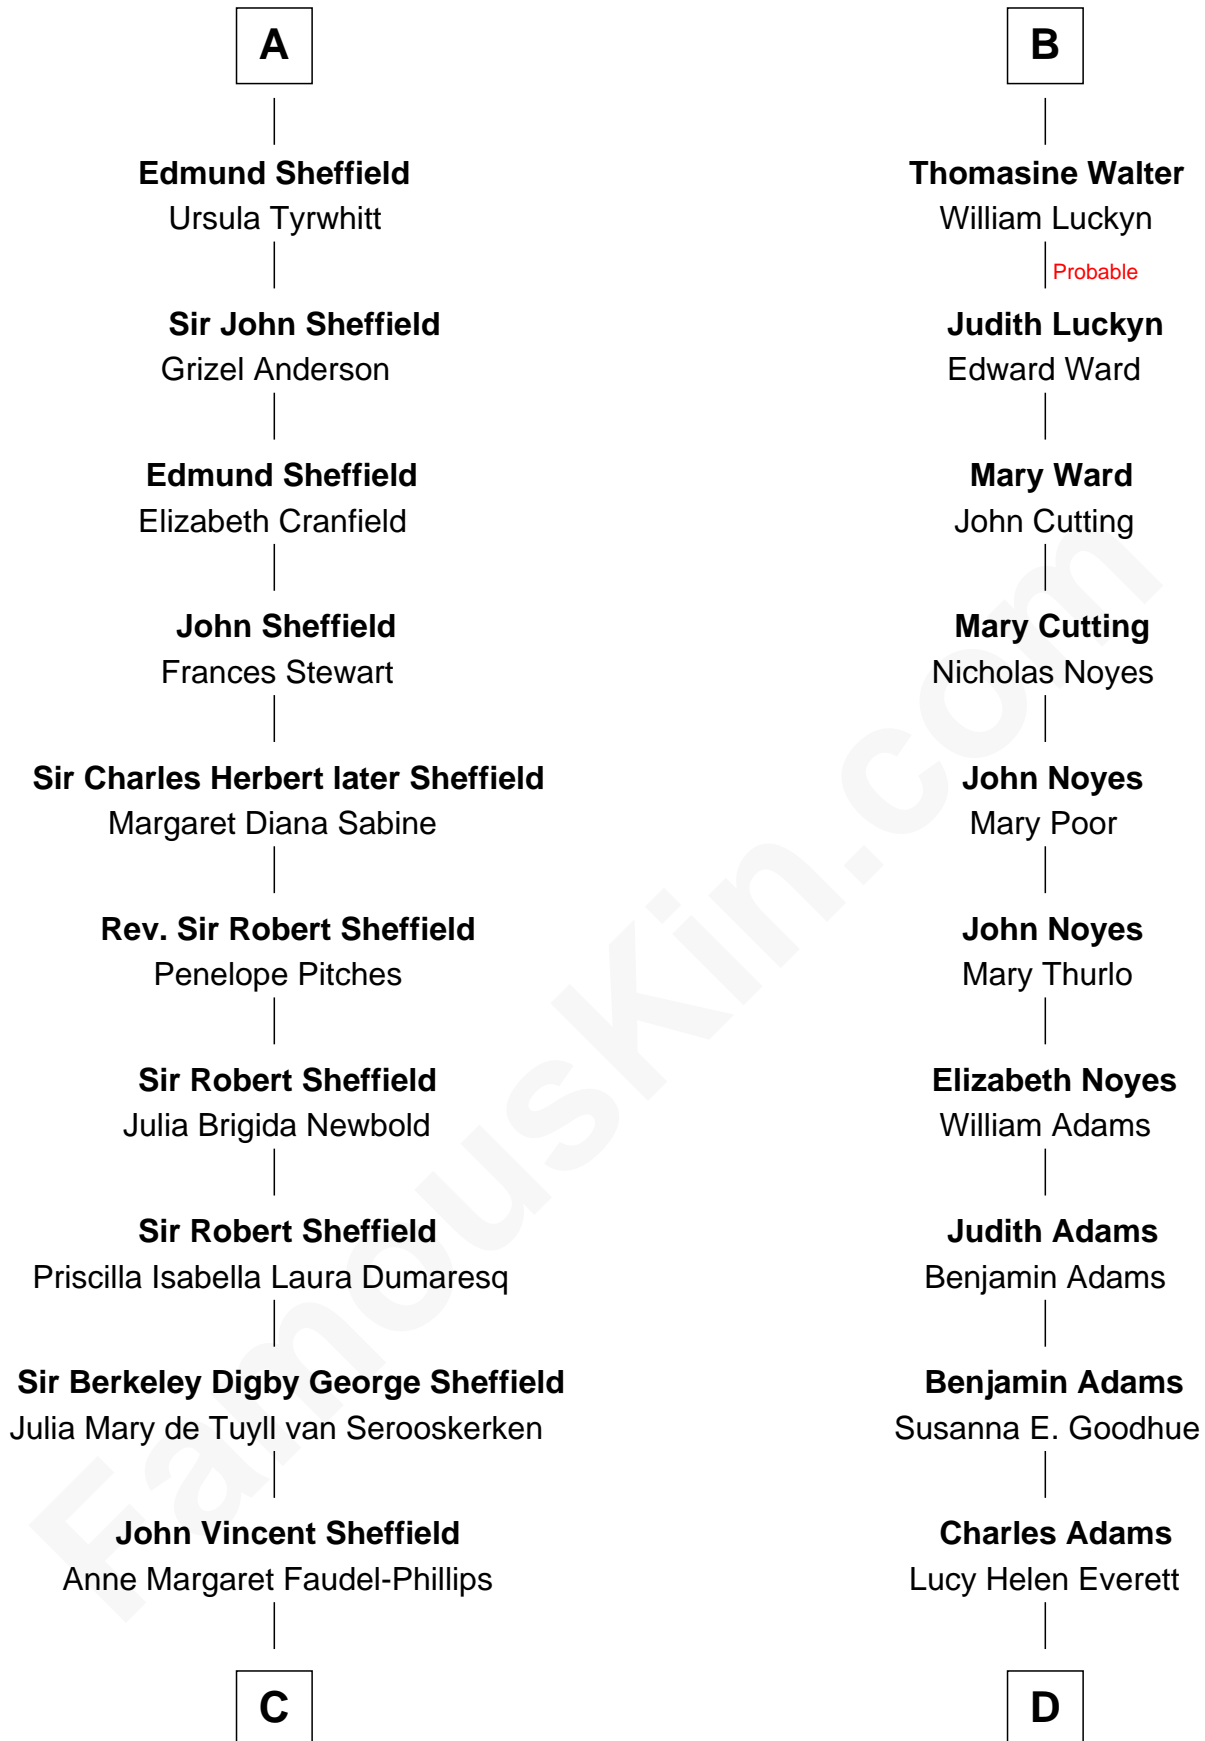 A
Edmund Sheffield
Ursula Tyrwhitt
Sir John Sheffield
Grizel Anderson
Edmund Sheffield
Elizabeth Cranfield
John Sheffield
Frances Stewart
Sir Charles Herbert later Sheffield
Margaret Diana Sabine
Rev. Sir Robert Sheffield
Penelope Pitches
Sir Robert Sheffield
Julia Brigida Newbold
Sir Robert Sheffield
Priscilla Isabella Laura Dumaresq
Sir Berkeley Digby George Sheffield
Julia Mary de Tuyll van Serooskerken
John Vincent Sheffield
Anne Margaret Faudel-Phillips
C
B
Thomasine Walter
William Luckyn
Probable
Judith Luckyn
Edward Ward
Mary Ward
John Cutting
Mary Cutting
Nicholas Noyes
John Noyes
Mary Poor
John Noyes
Mary Thurlo
Elizabeth Noyes
William Adams
Judith Adams
Benjamin Adams
Benjamin Adams
Susanna E. Goodhue
Charles Adams
Lucy Helen Everett
D
FamousKin.com